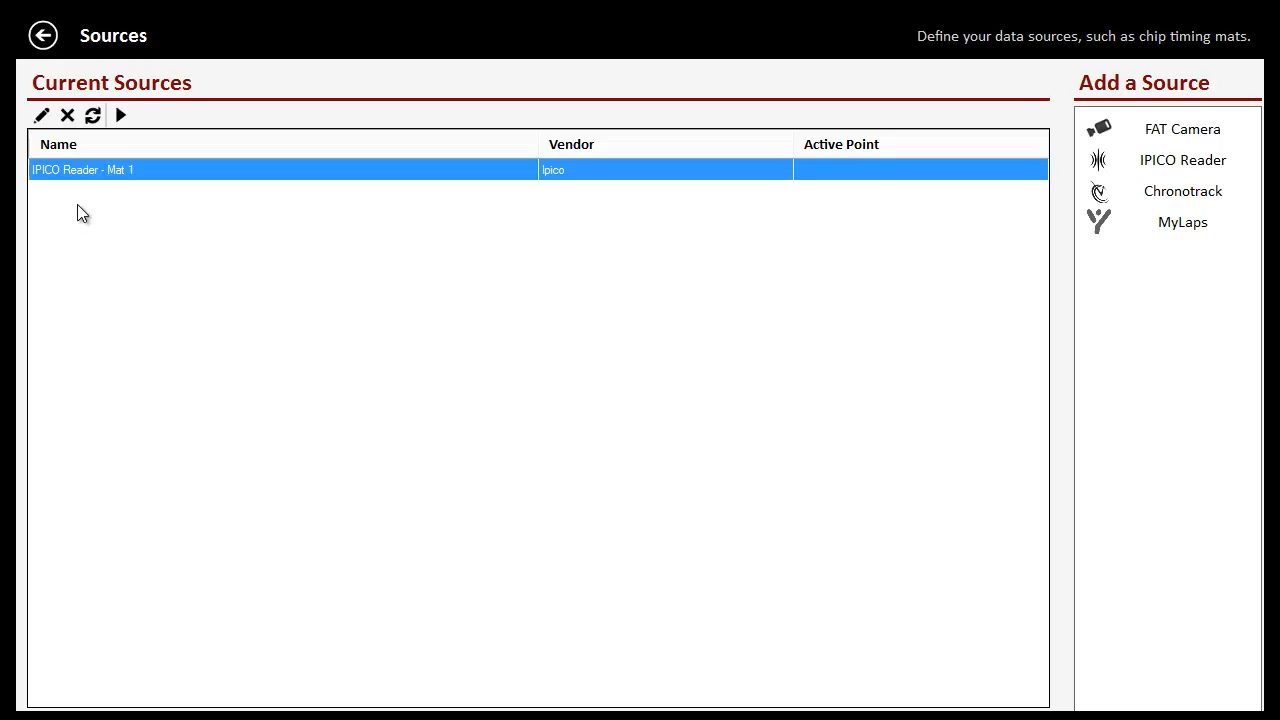 Sources
Define your data sources, such as chip timing mats.
Current Sources
Name Vendor Active Point
IPICO Reader - Mat 1 Ipico
Add a Source
FAT Camera
IPICO Reader
Chronotrack
MyLaps